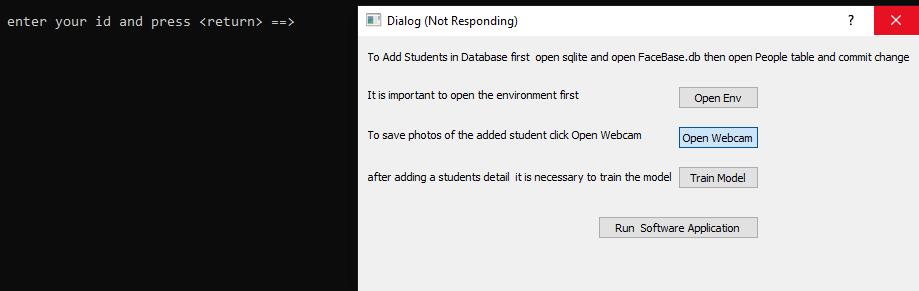 enter your id and press <return> ==>
Dialog (Not Responding)
To Add Students in Database first open sqlite and open FaceBase.db then open People table and commit change
It is important to open the environment first
Open Env
To save photos of the added student click Open Webcam
Open Webcam
after adding a students detail it is necessary to train the model
Train Model
Run Software Application